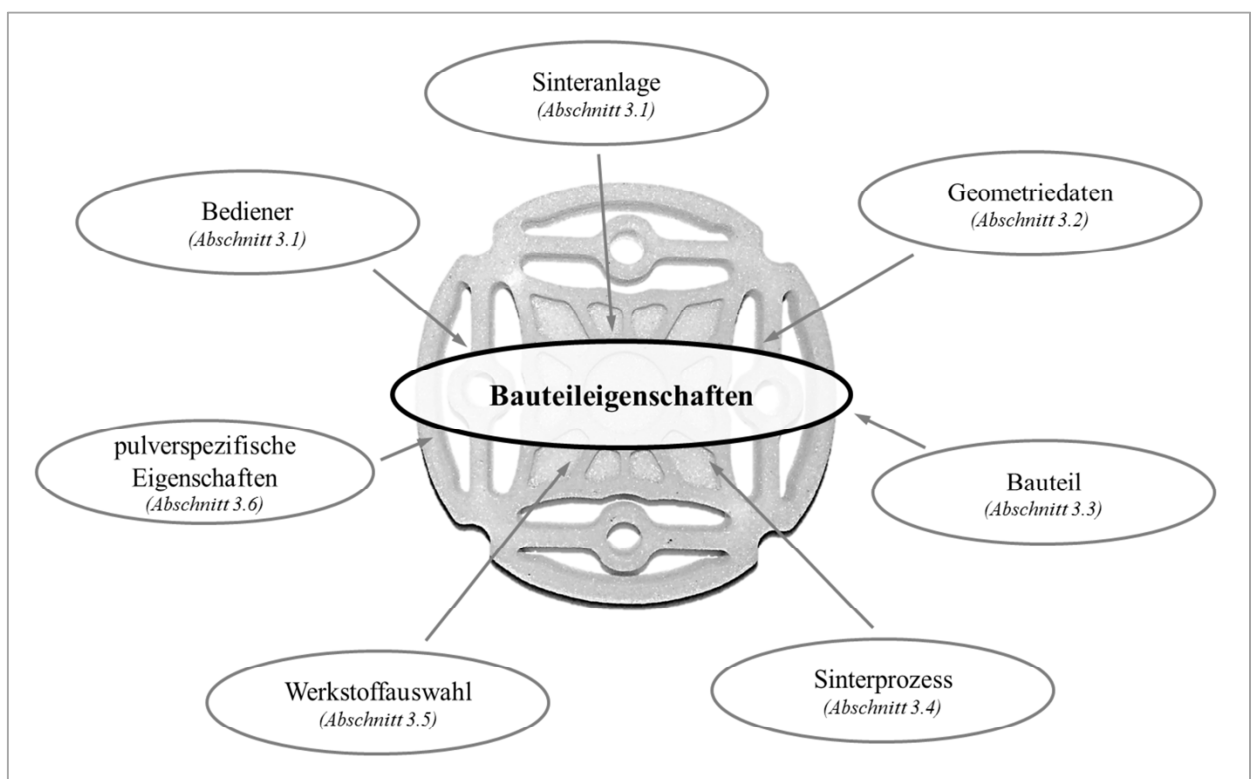 Sinteranlage
(Abschnitt 3.1)
Geometriedaten
(Abschnitt 3.2)
Bediener
(Abschnitt 3.1)
Bauteileigenschaften
pulverspezifische
Eigenschaften
(Abschnitt 3.6)
Bauteil
(Abschnitt 3.3)
Werkstoffauswahl
(Abschnitt 3.5)
Sinterprozess
(Abschnitt 3.4)